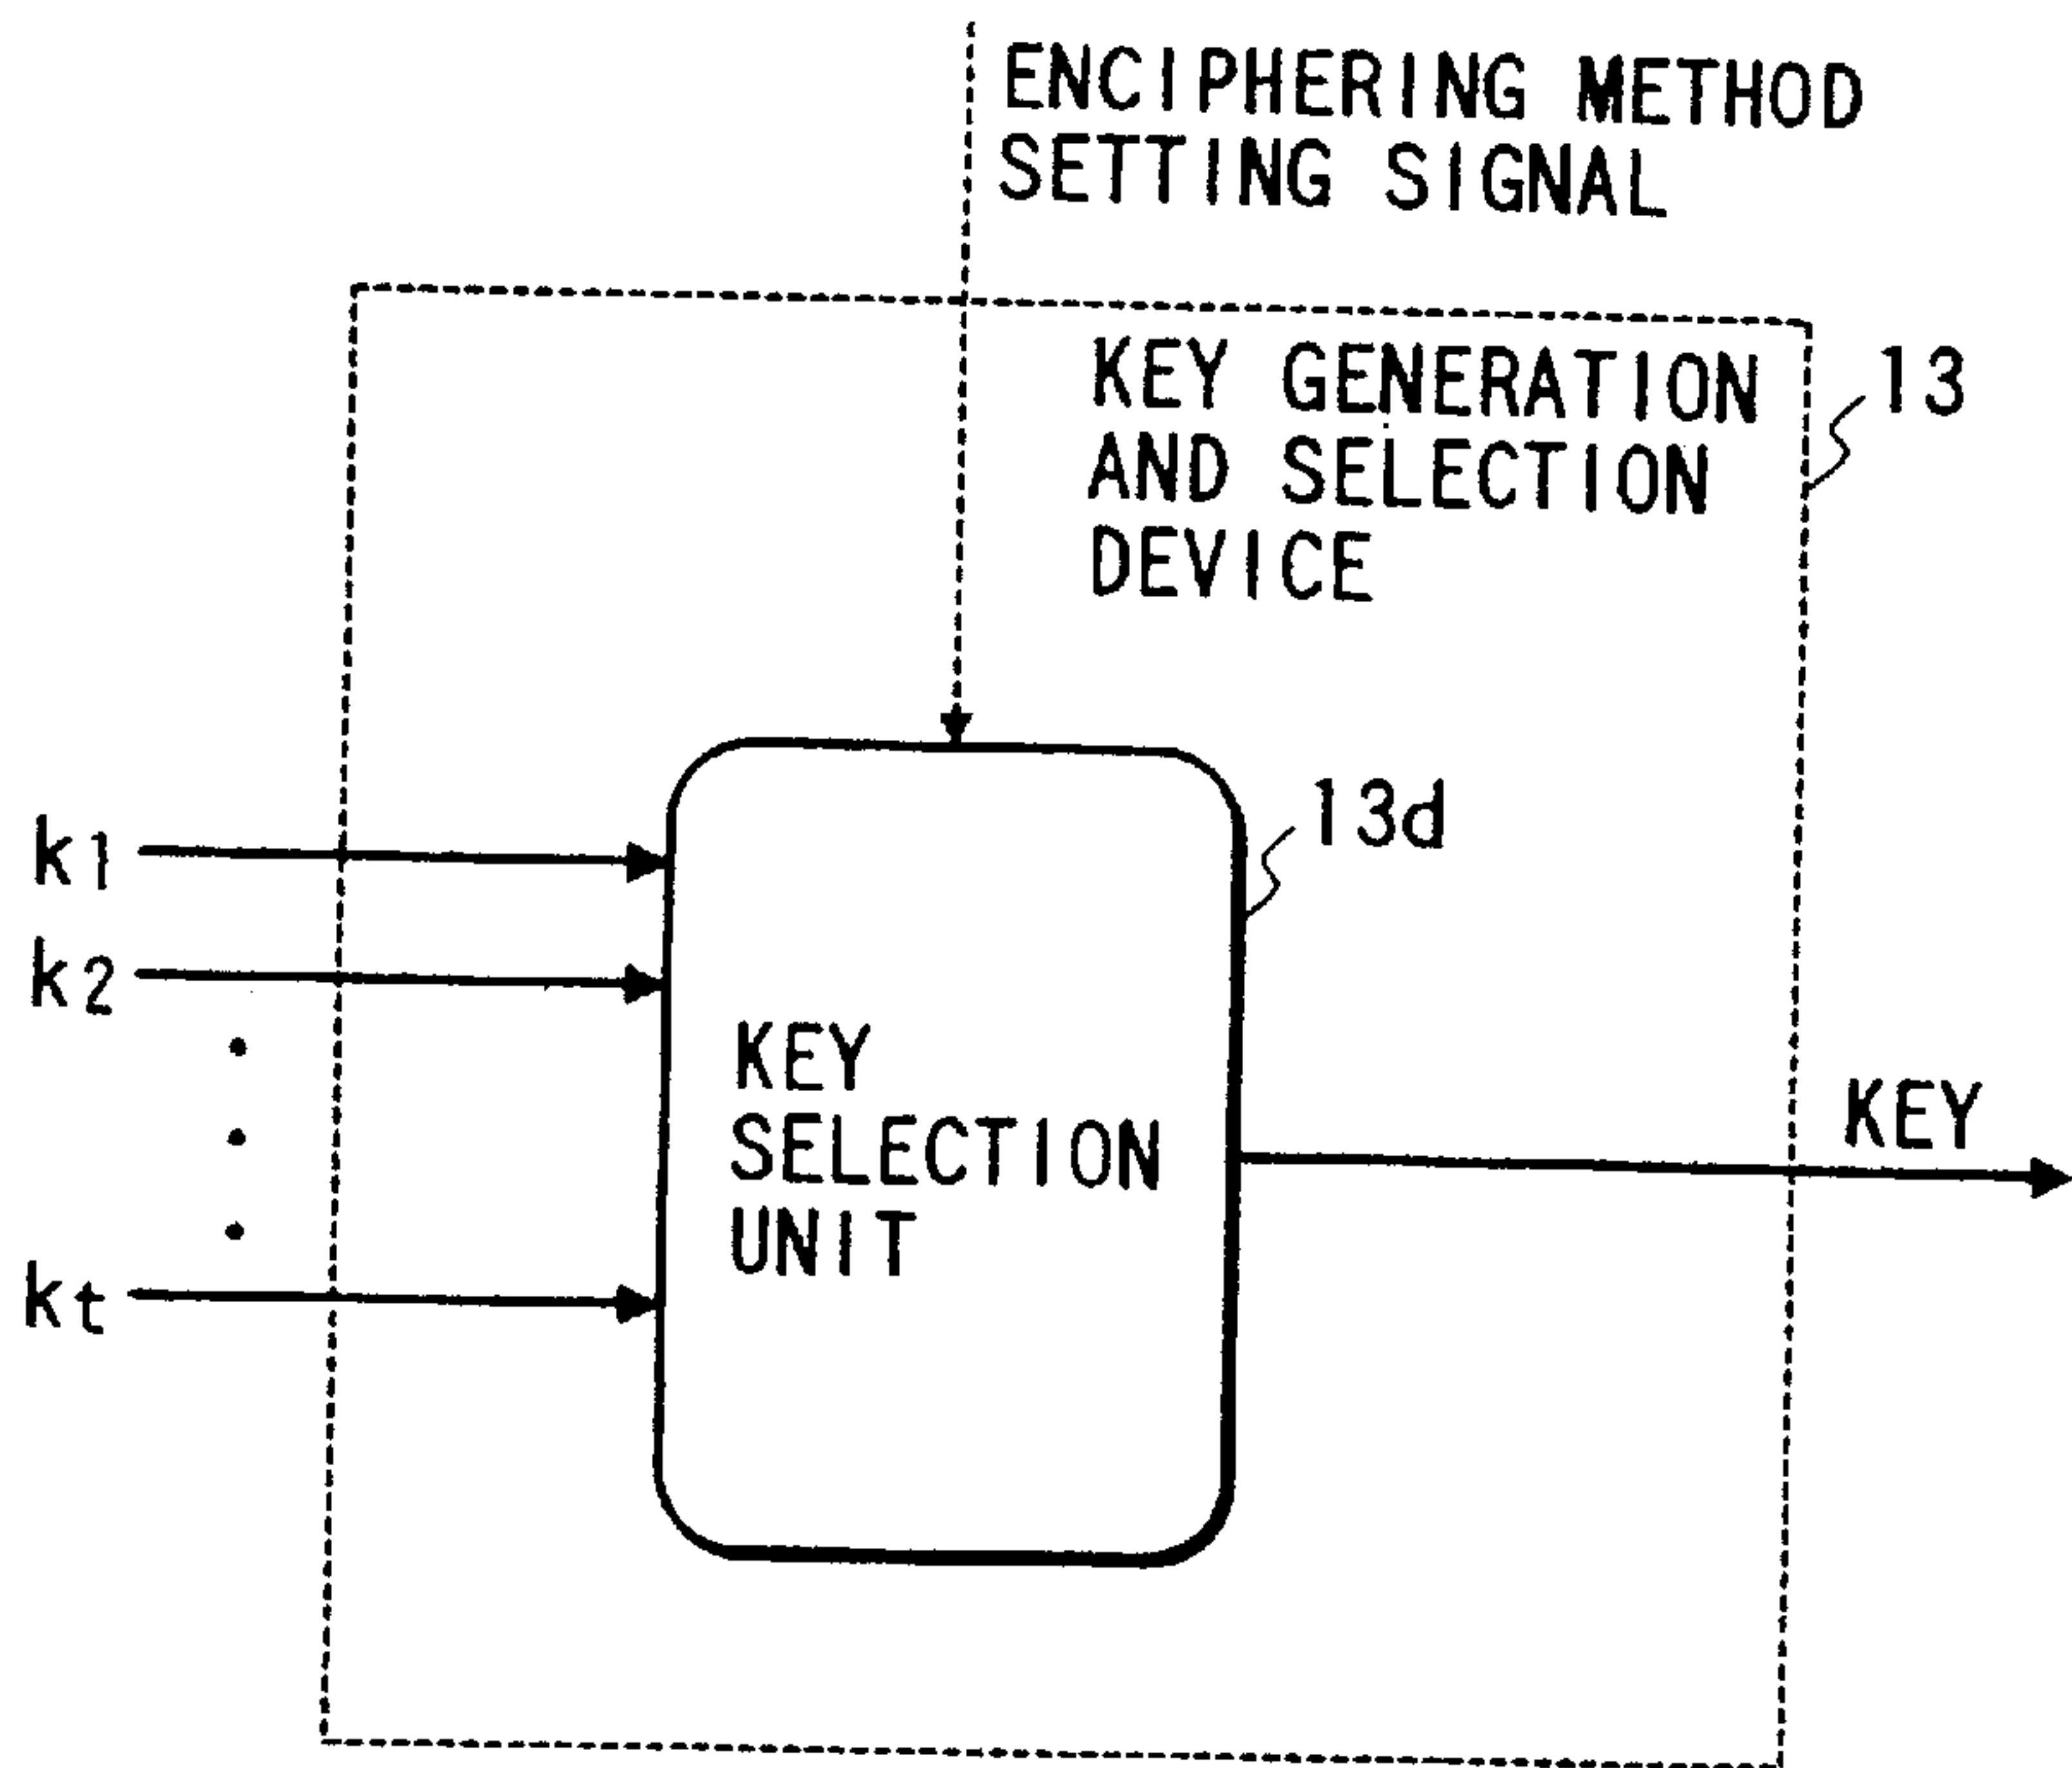 ENCIPHERING METHOD
SETTING SIGNAL
KEY GENERATION
AND SELECTION
DEVICE
13
13d
k1
k2
kt
KEY
SELECTION
UNIT
KEY